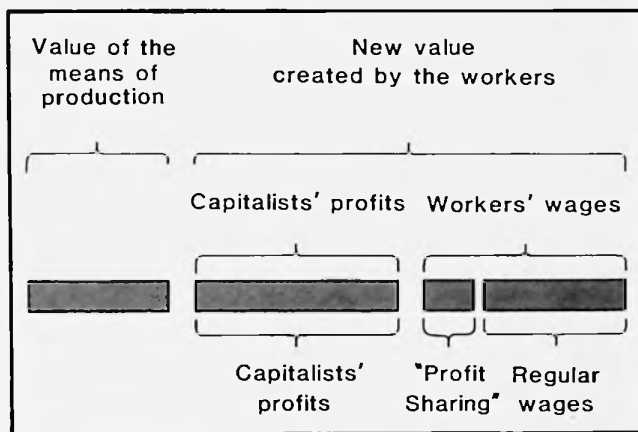 Value of the
means of
production
New value
created by the workers
Capitalists' profits
Workers' wages
Capitalists'
profits
"Profit
Sharing"
Regular
wages